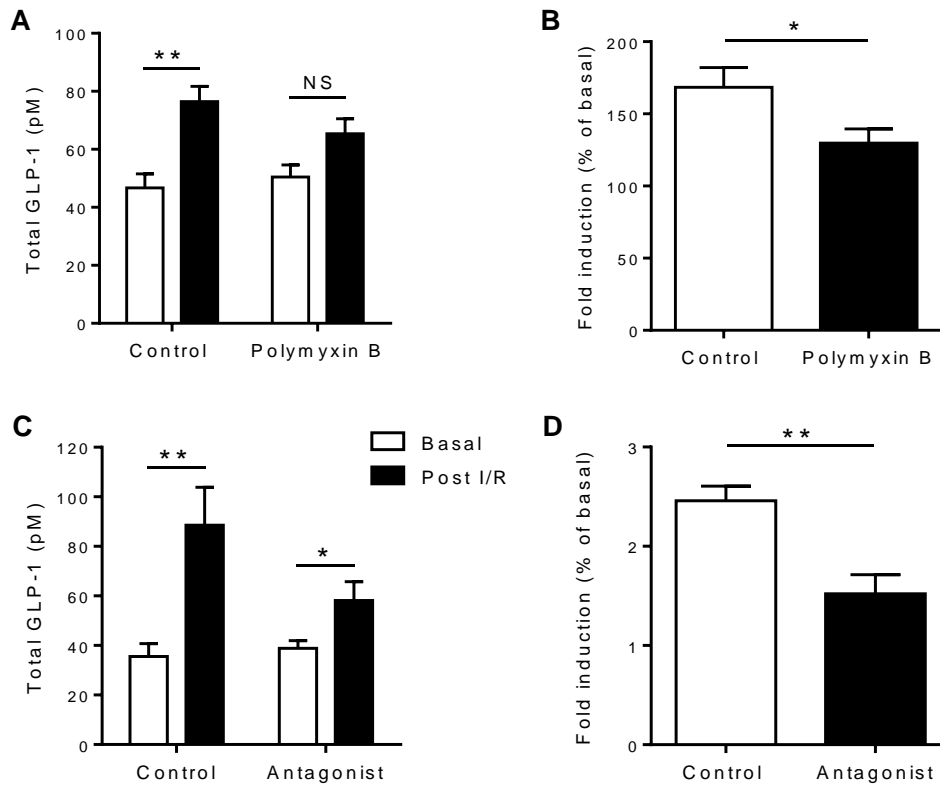 A
Total GLP-1 (pM)
100
80
60
40
20
0
**
NS
Control Polymyxin B
B
Fold induction (% of basal)
200
150
100
50
0
*
Control Polymyxin B
C
Total GLP-1 (pM)
120
100
80
60
40
20
0
**
*
Control Antagonist
Basal
Post I/R
D
Fold induction (% of basal)
3
2
1
0
**
Control Antagonist